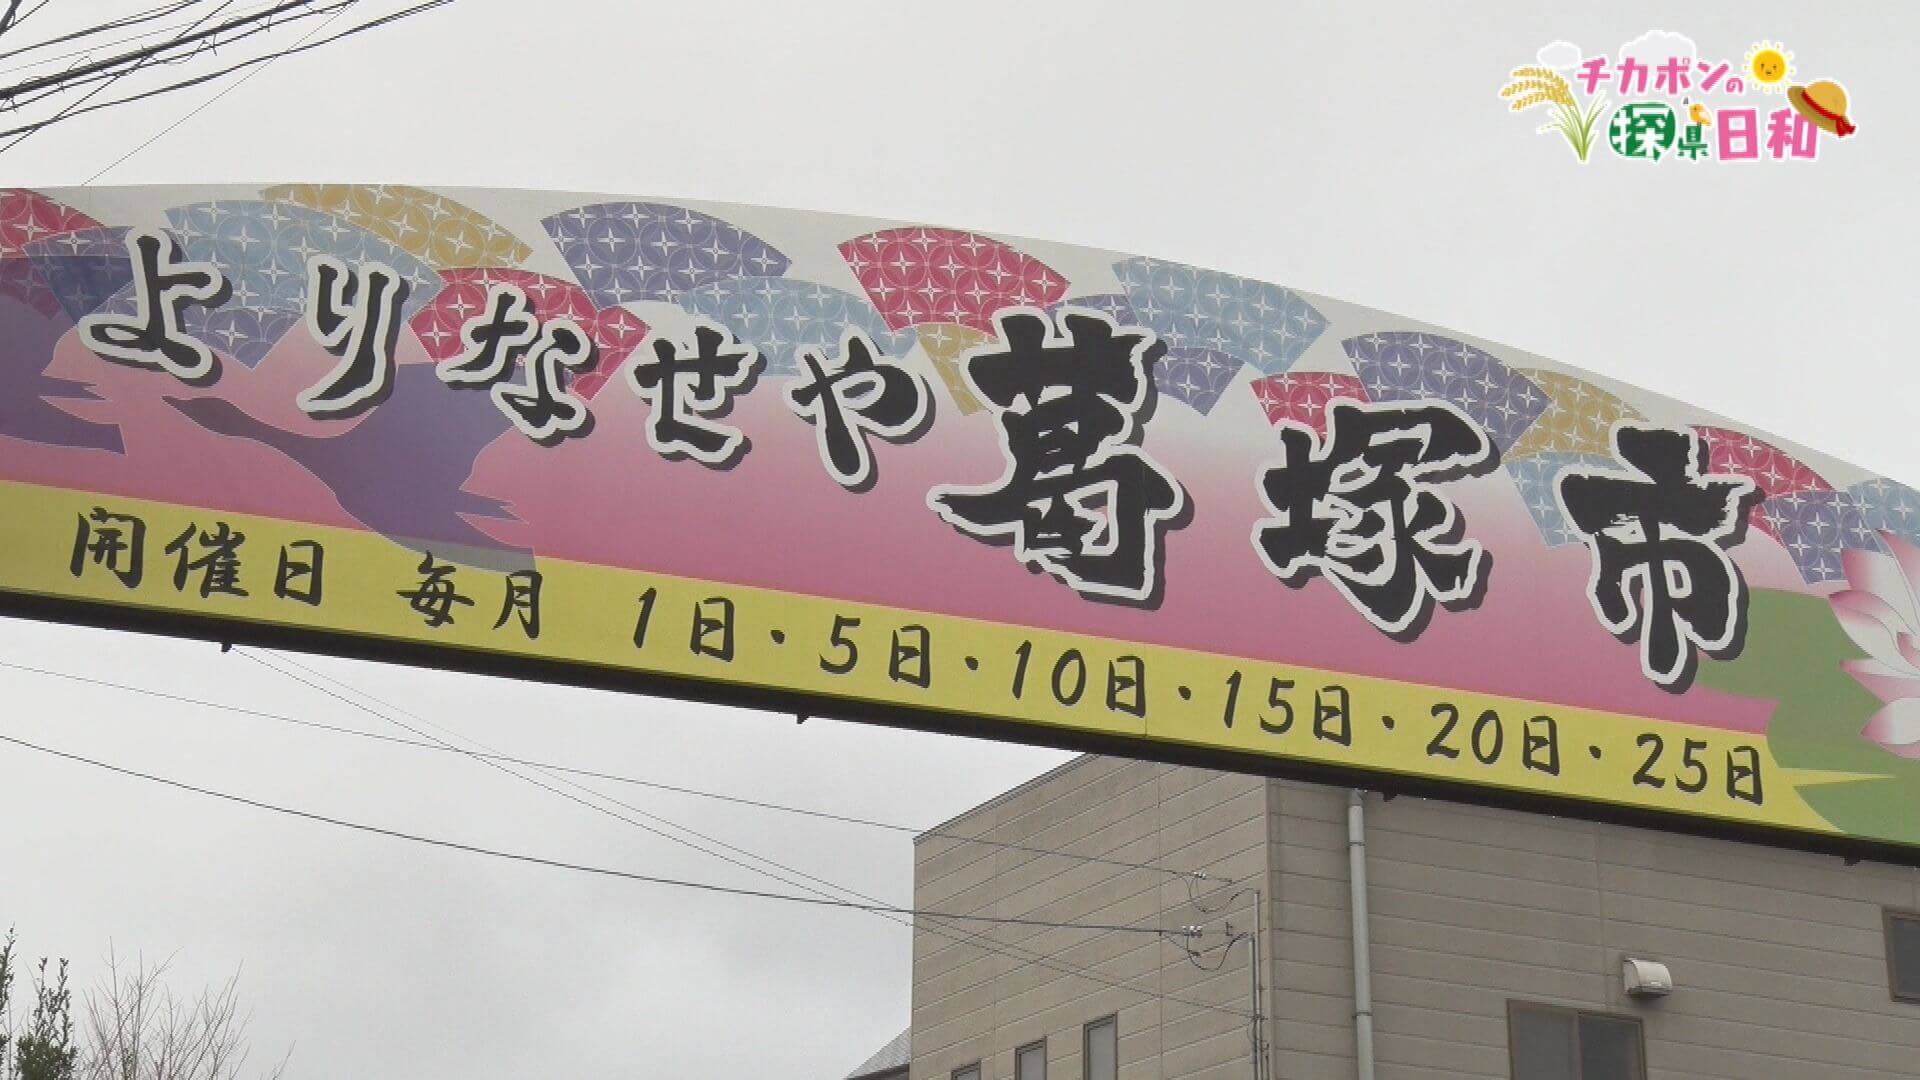 チカポンの
探県日和
よりなせや葛塚市
開催日 毎月 1日・5日・10日・15日・20日・25日